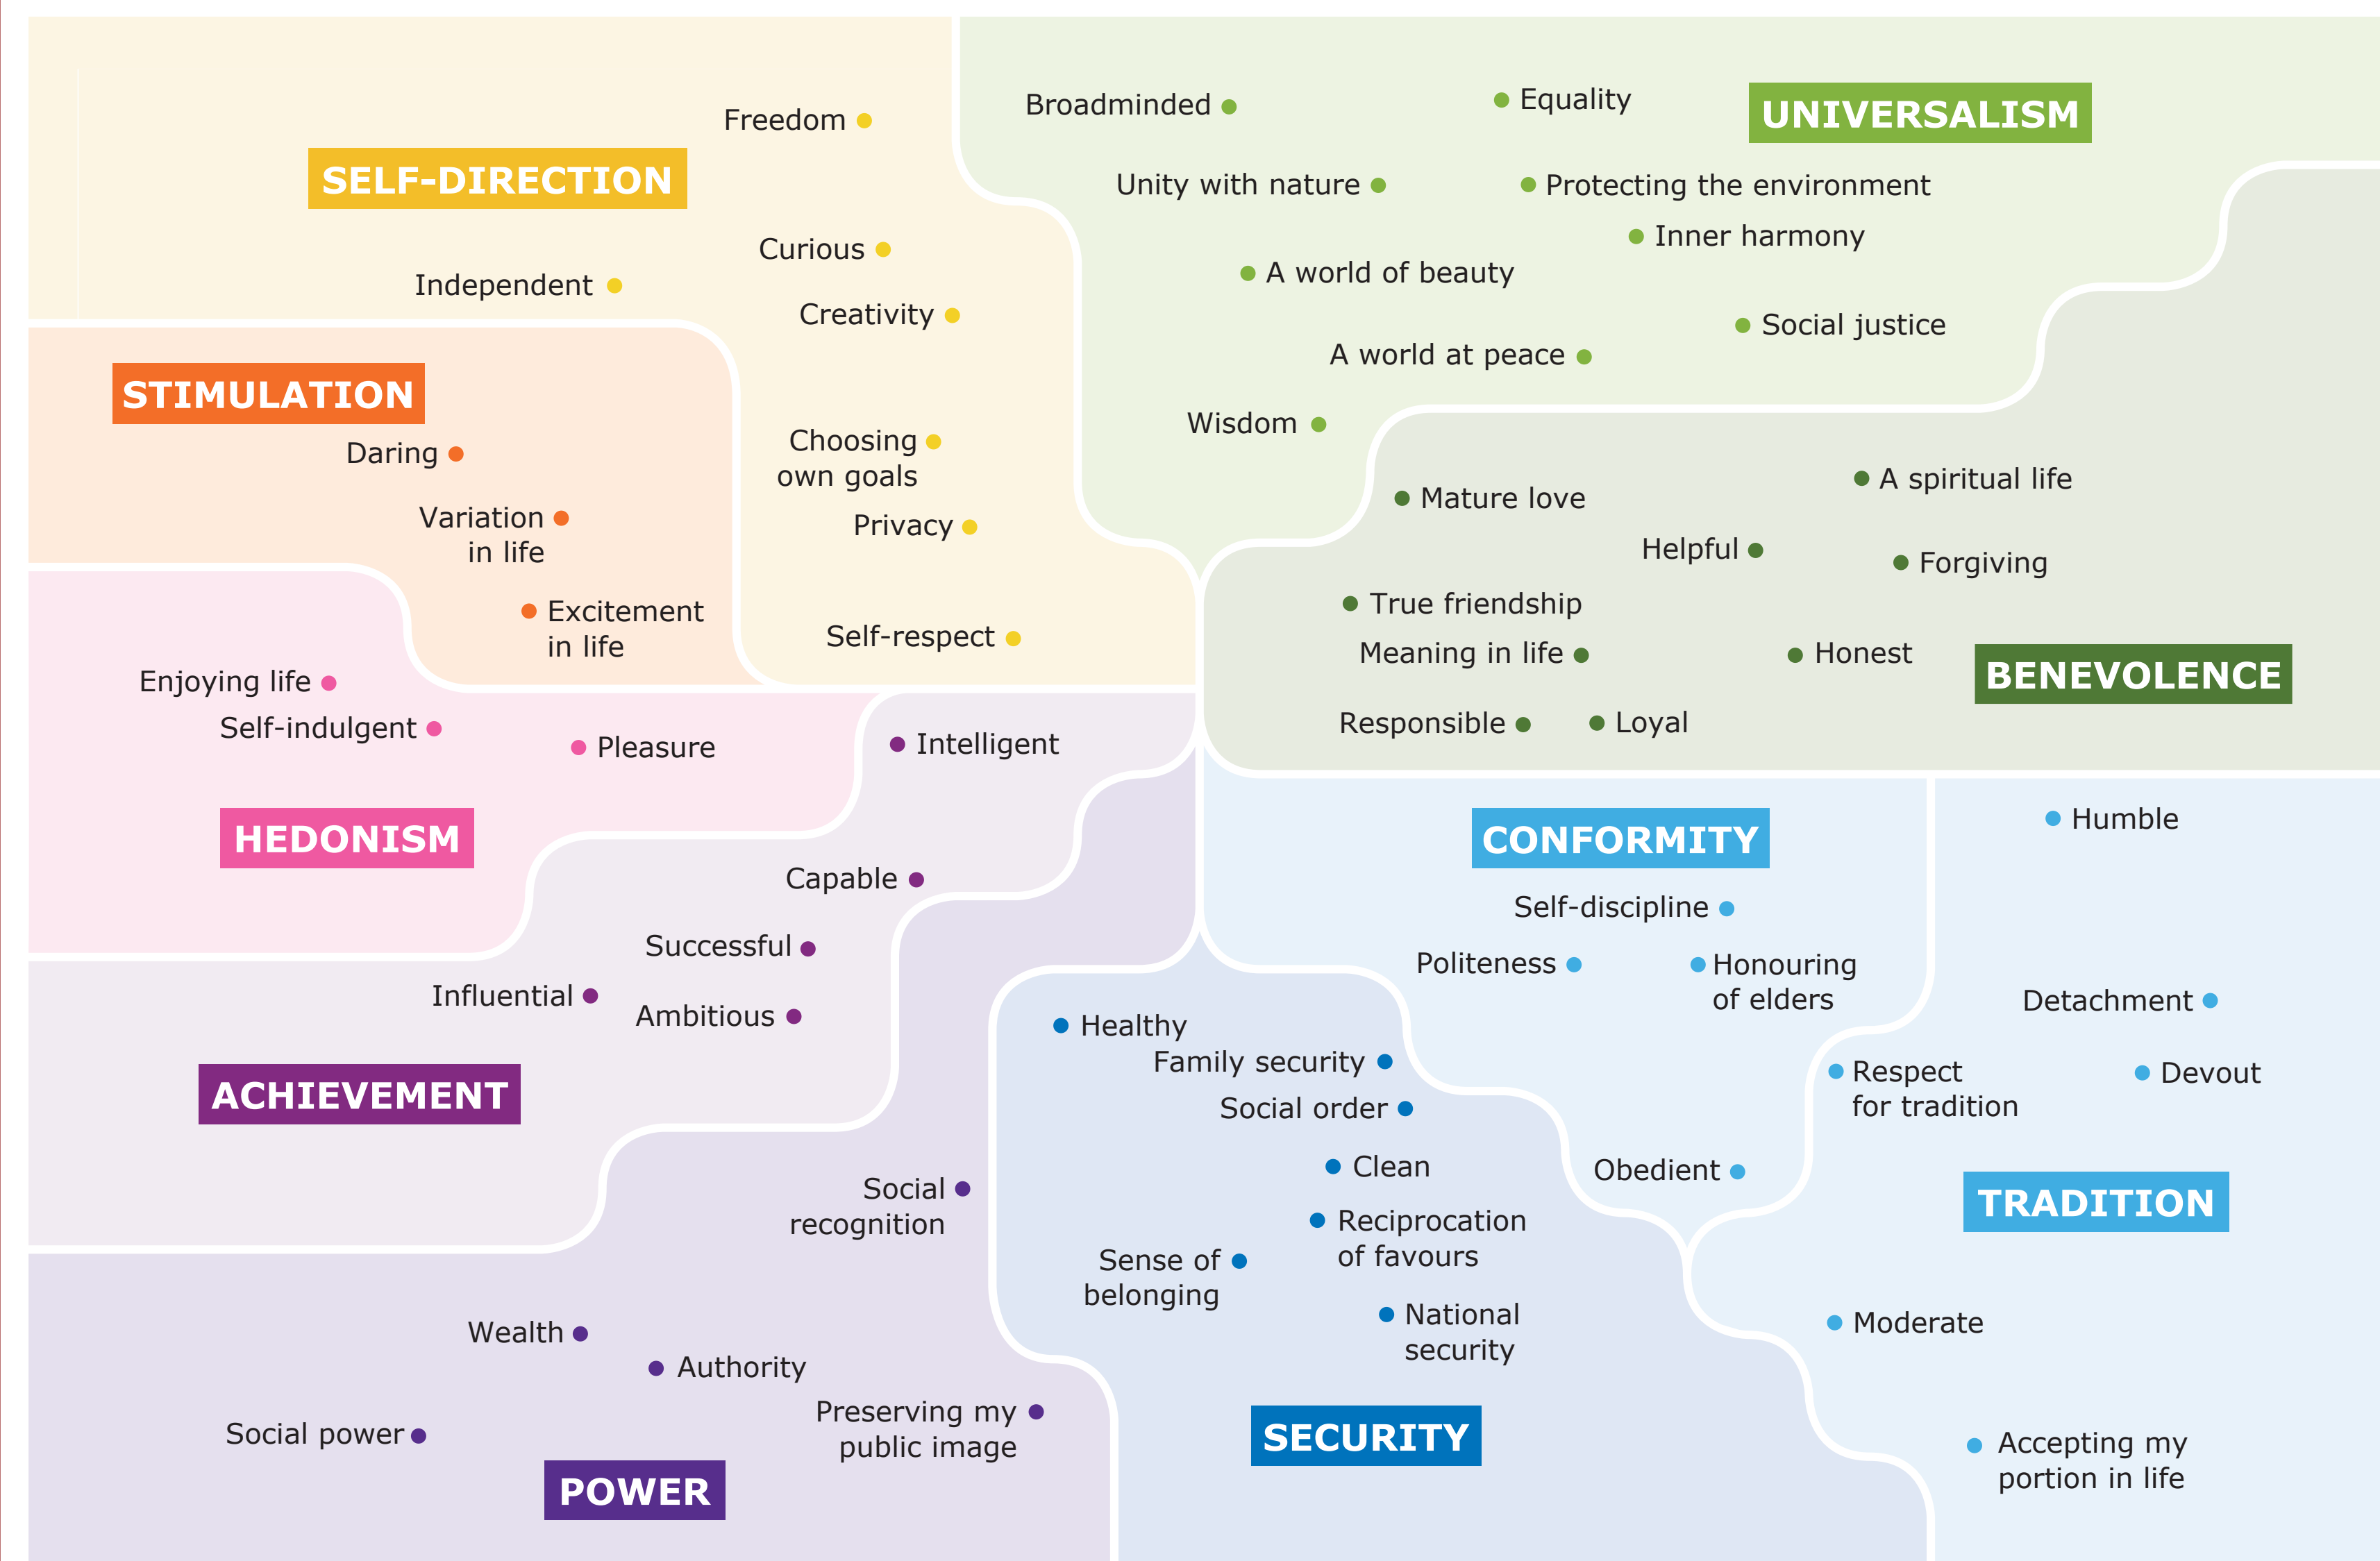 SELF-DIRECTION
Freedom
Curious
Independent
Creativity
Choosing
own goals
Privacy
Self-respect
UNIVERSALISM
Broadminded
Equality
Unity with nature
Protecting the environment
Inner harmony
A world of beauty
Social justice
A world at peace
Wisdom
STIMULATION
Daring
Variation
in life
Excitement
in life
BENEVOLENCE
Mature love
A spiritual life
Helpful
Forgiving
True friendship
Meaning in life
Honest
Responsible
Loyal
HEDONISM
Enjoying life
Self-indulgent
Pleasure
ACHIEVEMENT
Intelligent
Capable
Successful
Influential
Ambitious
CONFORMITY
Self-discipline
Politeness
Honouring
of elders
Obedient
TRADITION
Humble
Detachment
Respect
for tradition
Devout
Moderate
Accepting my
portion in life
POWER
Social
recognition
Wealth
Authority
Preserving my
public image
Social power
SECURITY
Healthy
Family security
Social order
Clean
Reciprocation
of favours
Sense of
belonging
National
security